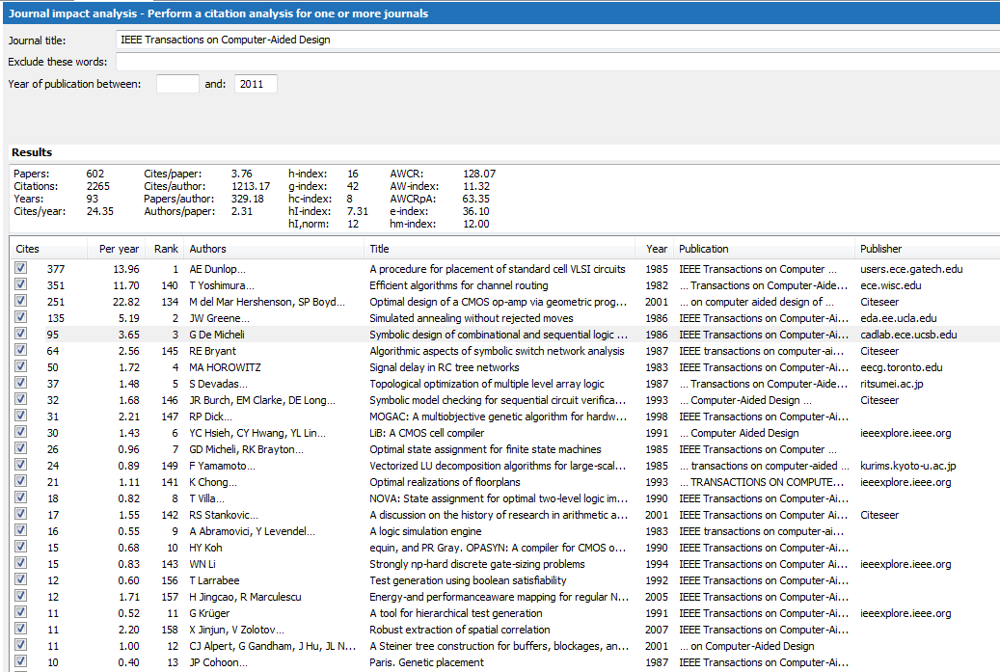 Journal impact analysis - Perform a citation analysis for one or more journals
Journal title: IEEE Transactions on Computer-Aided Design
Exclude these words:
Year of publication between: and: 2011
Results
Papers: 602 Cites/paper: 3.76 h-index: 16 AWCR: 128.07
Citations: 2265 Cites/author: 1213.17 g-index: 42 AW-index: 11.32
Years: 93 Papers/author: 329.18 hc-index: 8 AWCRpA: 63.35
Cites/year: 24.35 Authors/paper: 2.31 hI-index: 7.31 e-index: 36.10
hI,norm: 12 hm-index: 12.00
Cites Per year Rank Authors Title Year Publication Publisher
377 13.96 1 AE Dunlop... A procedure for placement of standard cell VLSI circuits 1985 IEEE Transactions on Computer ... users.ece.gatech.edu
351 11.70 140 T Yoshimura... Efficient algorithms for channel routing 1982 ... Transactions on Computer-Aide... ece.wisc.edu
251 22.82 134 M del Mar Hershenson, SP Boyd... Optimal design of a CMOS op-amp via geometric prog... 2001 ... on computer aided design of ... Citeseer
135 5.19 2 JW Greene... Simulated annealing without rejected moves 1986 IEEE Transactions on Computer-Ai... eda.ee.ucla.edu
95 3.65 3 G De Micheli Symbolic design of combinational and sequential logic ... 1986 IEEE Transactions on Computer-Ai... cadlab.ece.ucsb.edu
64 2.56 145 RE Bryant Algorithmic aspects of symbolic switch network analysis 1987 IEEE transactions on computer-ai... Citeseer
50 1.72 4 MA HOROWITZ Signal delay in RC tree networks 1983 IEEE Transactions on Computer-Ai... eecg.toronto.edu
37 1.48 5 S Devadas... Topological optimization of multiple level array logic 1987 ... Transactions on Computer-Aide... ritsumei.ac.jp
32 1.68 146 JR Burch, EM Clarke, DE Long... Symbolic model checking for sequential circuit verifica... 1993 ... Computer-Aided Design ... Citeseer
31 2.21 147 RP Dick... MOGAC: A multiobjective genetic algorithm for hardw... 1998 IEEE Transactions on Computer-Ai...
30 1.43 6 YC Hsieh, CY Hwang, YL Lin... LiB: A CMOS cell compiler 1991 ... Computer Aided Design ieeexplore.ieee.org
26 0.96 7 GD Micheli, RK Brayton... Optimal state assignment for finite state machines 1985 IEEE Transactions on Computer ...
24 0.89 149 F Yamamoto... Vectorized LU decomposition algorithms for large-scal... 1985 ... transactions on computer-aided ... kurims.kyoto-u.ac.jp
21 1.11 141 K Chong... Optimal realizations of floorplans 1993 ... TRANSACTIONS ON COMPUTE... ieeexplore.ieee.org
18 0.82 8 T Villa... NOVA: State assignment for optimal two-level logic im... 1990 IEEE Transactions on Computer-Ai...
17 1.55 142 RS Stankovic... A discussion on the history of research in arithmetic a... 2001 IEEE Transactions on Computer-Ai... Citeseer
16 0.55 9 A Abramovici, Y Levendel... A logic simulation engine 1983 IEEE transactions on computer-ai...
15 0.68 10 HY Koh equin, and PR Gray. OPASYN: A compiler for CMOS o... 1990 IEEE Transactions on Computer-Ai...
15 0.83 143 WN Li Strongly np-hard discrete gate-sizing problems 1994 IEEE Transactions on Computer-Ai... ieeexplore.ieee.org
12 0.60 156 T Larrabee Test generation using boolean satisfiability 1992 IEEE Transactions on Computer-Ai...
12 1.71 157 H Jingcao, R Marculescu Energy-and performanceaware mapping for regular N... 2005 IEEE Transactions on Computer-Ai...
11 0.52 11 G Krüger A tool for hierarchical test generation 1991 IEEE Transactions on Computer-Ai... ieeexplore.ieee.org
11 2.20 158 X Jinjun, V Zolotov... Robust extraction of spatial correlation 2007 IEEE Transactions on Computer-Ai...
11 1.00 12 CJ Alpert, G Gandham, J Hu, JL N... A Steiner tree construction for buffers, blockages, an... 2001 ... on Computer-Aided Design
10 0.40 13 JP Cohoon... Paris. Genetic placement 1987 IEEE Transactions on Computer-Ai...